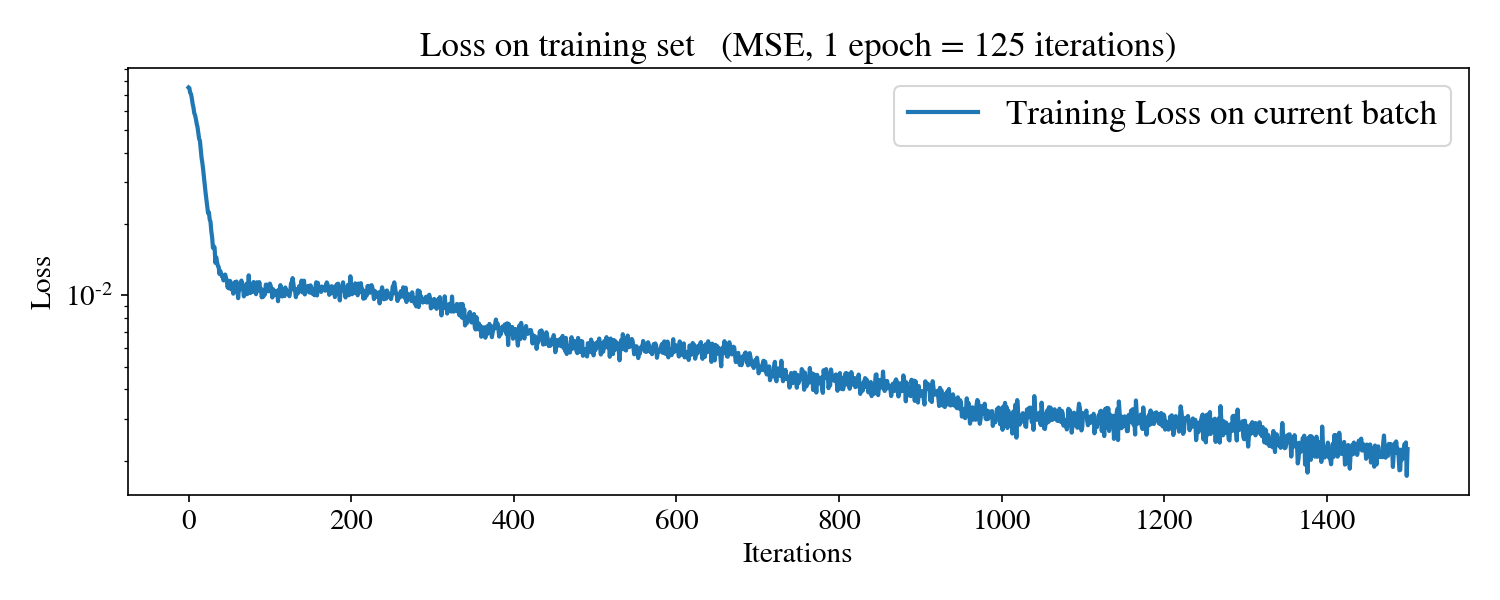 Loss on training set (MSE, 1 epoch = 125 iterations)
Training Loss on current batch
Loss
10⁻²
0 200 400 600 800 1000 1200 1400
Iterations